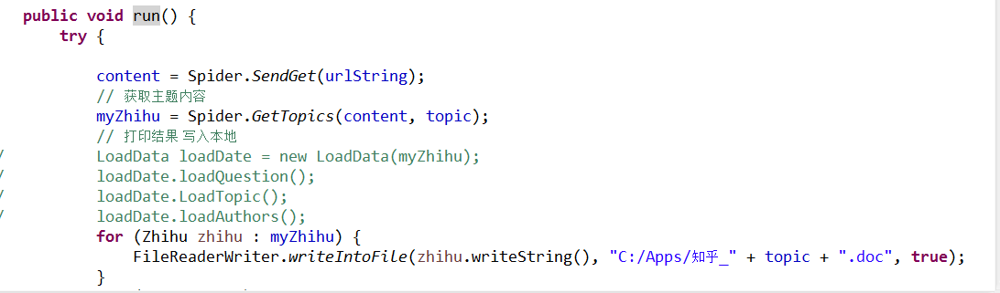 public void run() {
try {
content = Spider.SendGet(urlString);
// 获取主题内容
myZhihu = Spider.GetTopics(content, topic);
// 打印结果 写入本地
/ LoadData loadDate = new LoadData(myZhihu);
/ loadDate.loadQuestion();
/ loadDate.LoadTopic();
/ loadDate.loadAuthors();
for (Zhihu zhihu : myZhihu) {
FileReaderWriter.writeIntoFile(zhihu.writeString(), "C:/Apps/知乎_" + topic + ".doc", true);
}